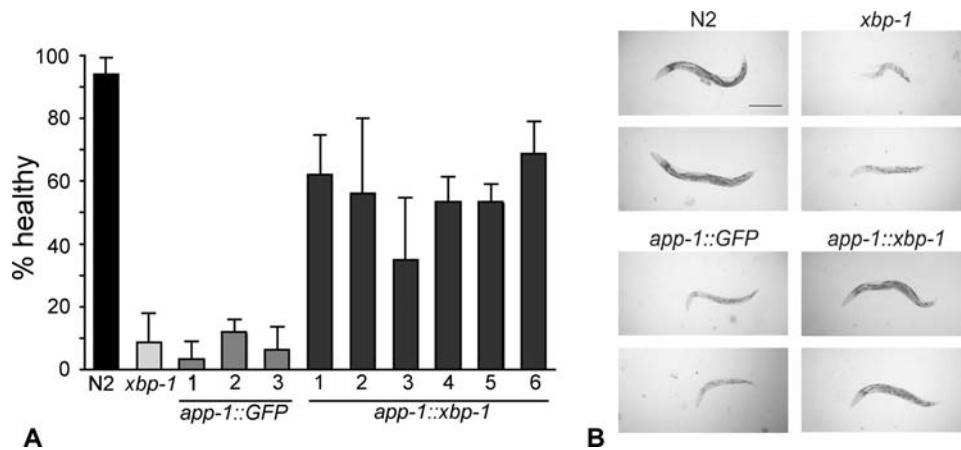 % healthy
100
80
60
40
20
0
N2 xbp-1 1 2 3 1 2 3 4 5 6
app-1::GFP app-1::xbp-1
A
N2 xbp-1
app-1::GFP app-1::xbp-1
B